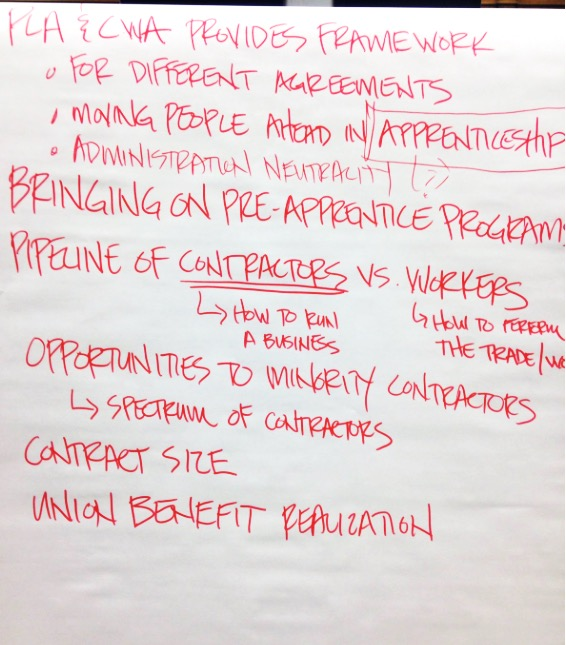 PLA & CWA PROVIDES FRAMEWORK
• FOR DIFFERENT AGREEMENTS
• MOVING PEOPLE AHEAD IN APPRENTICESHIP
• ADMINISTRATION NEUTRALITY (→)
BRINGING ON PRE-APPRENTICE PROGRAMS
PIPELINE OF CONTRACTORS VS. WORKERS
↳ HOW TO RUN
A BUSINESS
↳ HOW TO PERFORM
THE TRADE/WO
OPPORTUNITIES TO MINORITY CONTRACTORS
↳ SPECTRUM OF CONTRACTORS
CONTRACT SIZE
UNION BENEFIT REALIZATION